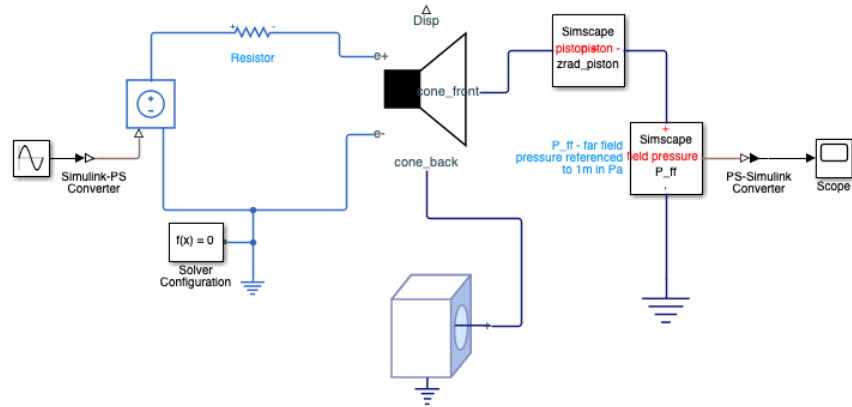 Disp
+ -
Resistor
e+
e-
cone_front
cone_back
Simscape
pistopiston -
zrad_piston
Simulink-PS
Converter
f(x) = 0
Solver
Configuration
P_ff - far field
pressure referenced
to 1m in Pa
+
Simscape
field pressure
P_ff
-
PS-Simulink
Converter
Scope
+